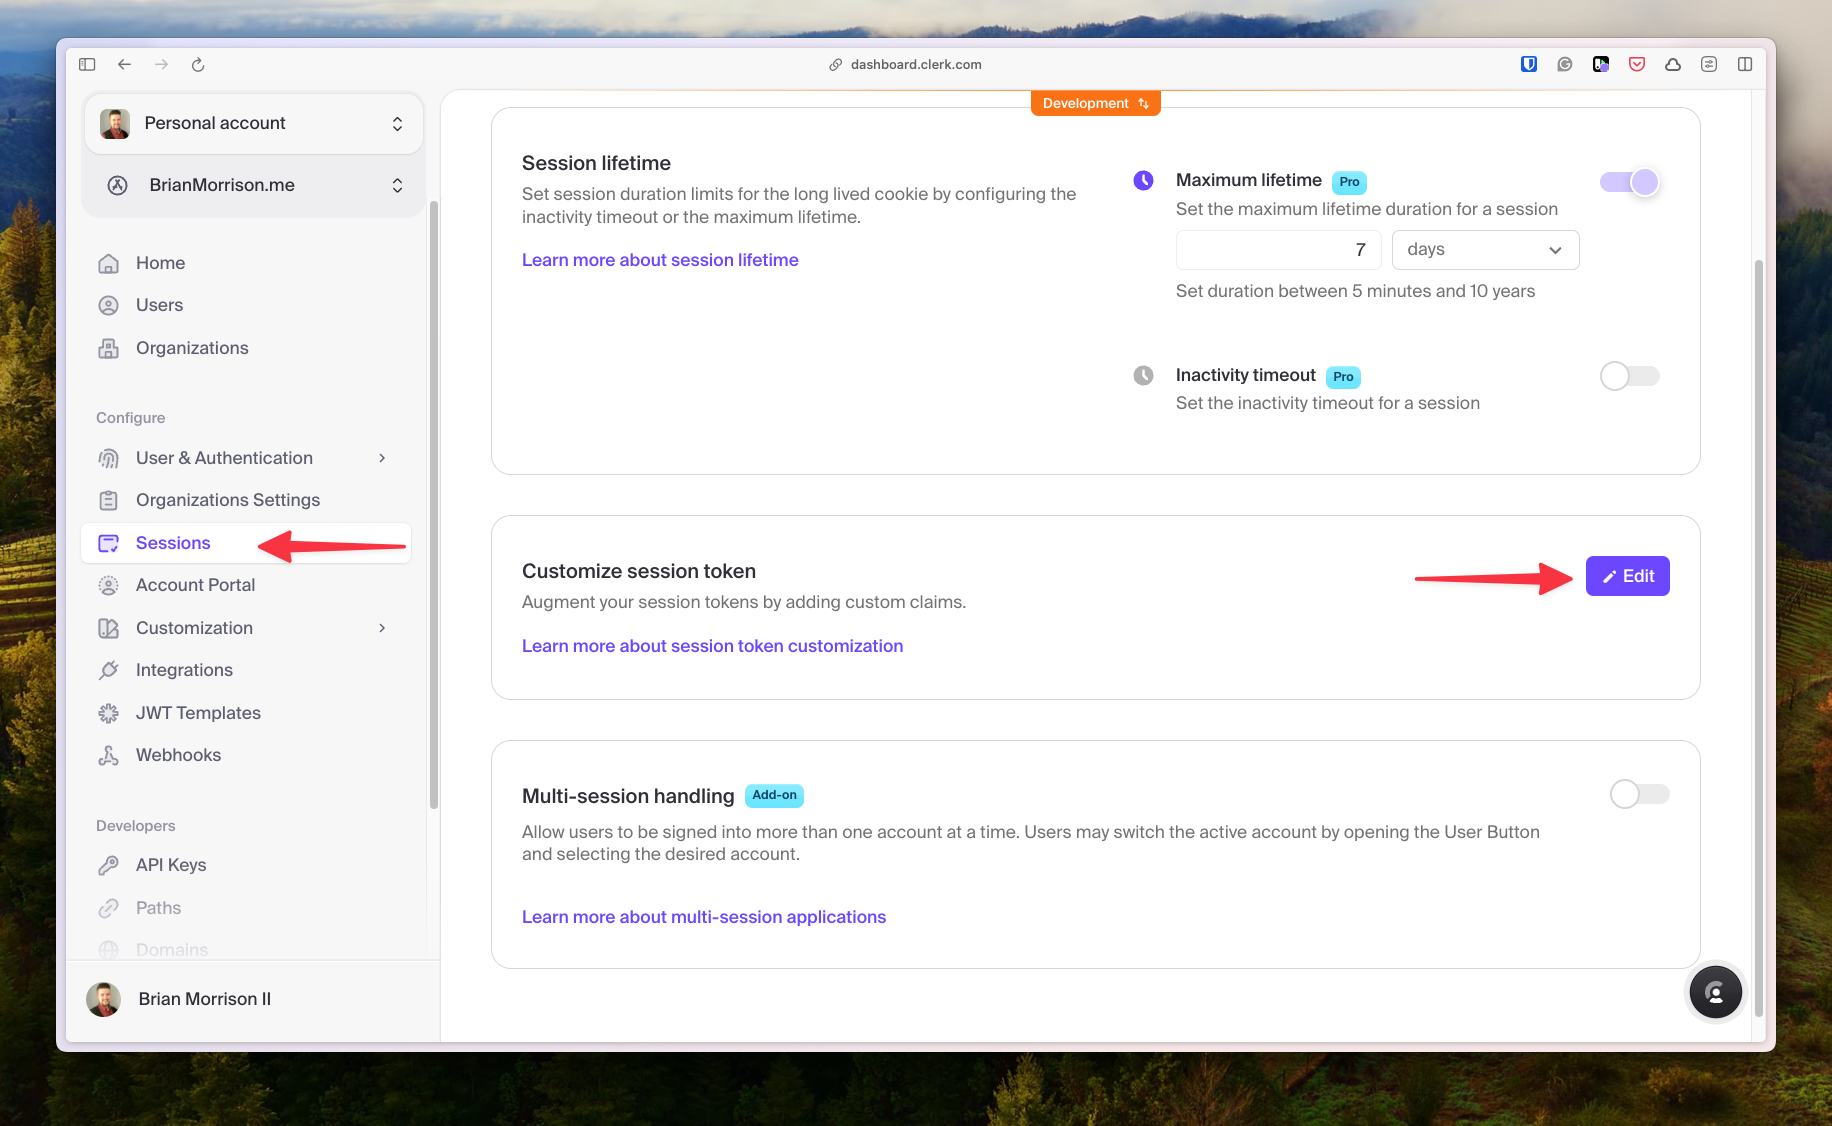 dashboard.clerk.com
Personal account
BrianMorrison.me
Home
Users
Organizations
Configure
User & Authentication
Organizations Settings
Sessions
Account Portal
Customization
Integrations
JWT Templates
Webhooks
Developers
API Keys
Paths
Domains
Brian Morrison II
Development
Session lifetime
Set session duration limits for the long lived cookie by configuring the
inactivity timeout or the maximum lifetime.
Learn more about session lifetime
Maximum lifetime Pro
Set the maximum lifetime duration for a session
7 days
Set duration between 5 minutes and 10 years
Inactivity timeout Pro
Set the inactivity timeout for a session
Customize session token
Augment your session tokens by adding custom claims.
Learn more about session token customization
Edit
Multi-session handling Add-on
Allow users to be signed into more than one account at a time. Users may switch the active account by opening the User Button
and selecting the desired account.
Learn more about multi-session applications